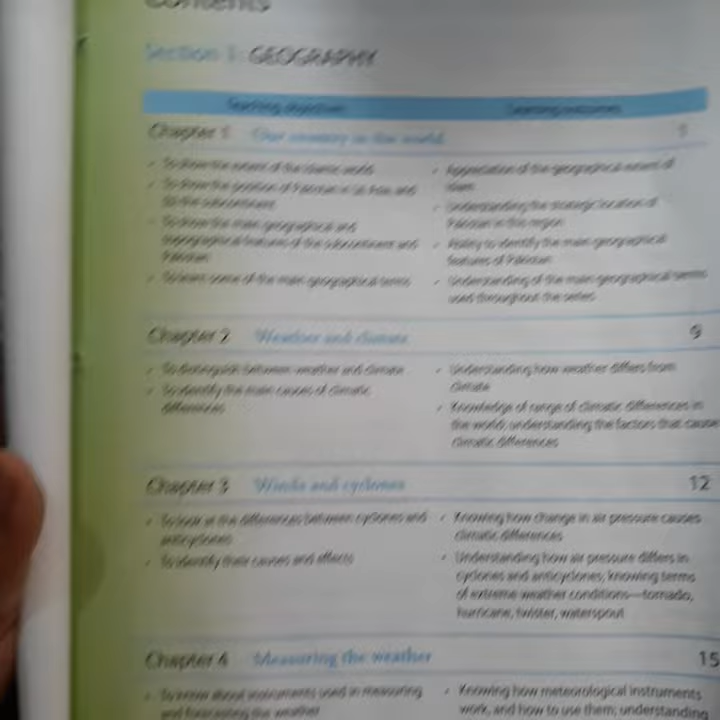 Contents
Section 1: GEOGRAPHY
Teaching objectives
Learning outcomes
Chapter 1 Our country in the world 1
To show the extent of the Islamic world
To show the position of Pakistan in
the subcontinent
To show the main geographical and
topographical features of the subcontinent and
Pakistan
To learn some of the main geographical terms
Appreciation of the geographical extent of
Islam
Understanding the strategic location of
Pakistan in this region
Ability to identify the main geographical
features of Pakistan
Understanding of the main geographical terms
used throughout the series
Chapter 2 Weather and climate 9
To distinguish between weather and climate
To identify the main causes of climatic
differences
Understanding how weather differs from
climate
Knowledge of range of climatic differences in
the world; understanding the factors that cause
climatic differences
Chapter 3 Winds and cyclones 12
To look at the differences between cyclones and
anticyclones
To identify their causes and effects
Knowing how change in air pressure causes
climatic differences
Understanding how air pressure differs in
cyclones and anticyclones; knowing terms
of extreme weather conditions—tornado,
hurricane, twister, waterspout
Chapter 4 Measuring the weather 15
To know about instruments used in measuring
and forecasting the weather
Knowing how meteorological instruments
work, and how to use them; understanding